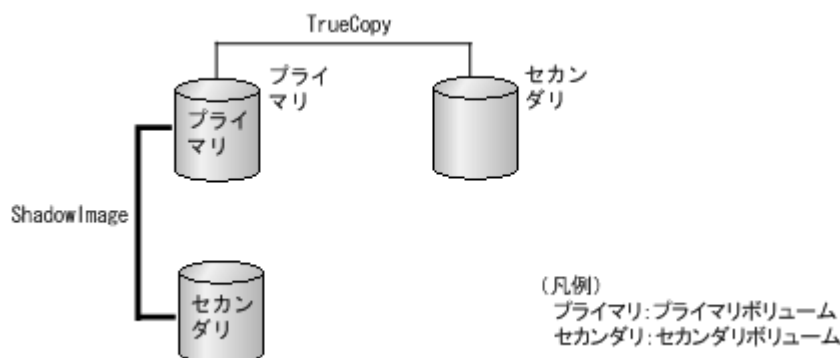 TrueCopy
プライ
マリ
セカン
ダリ
プライ
マリ
ShadowImage
セカン
ダリ
(凡例)
プライマリ:プライマリボリューム
セカンダリ:セカンダリボリューム